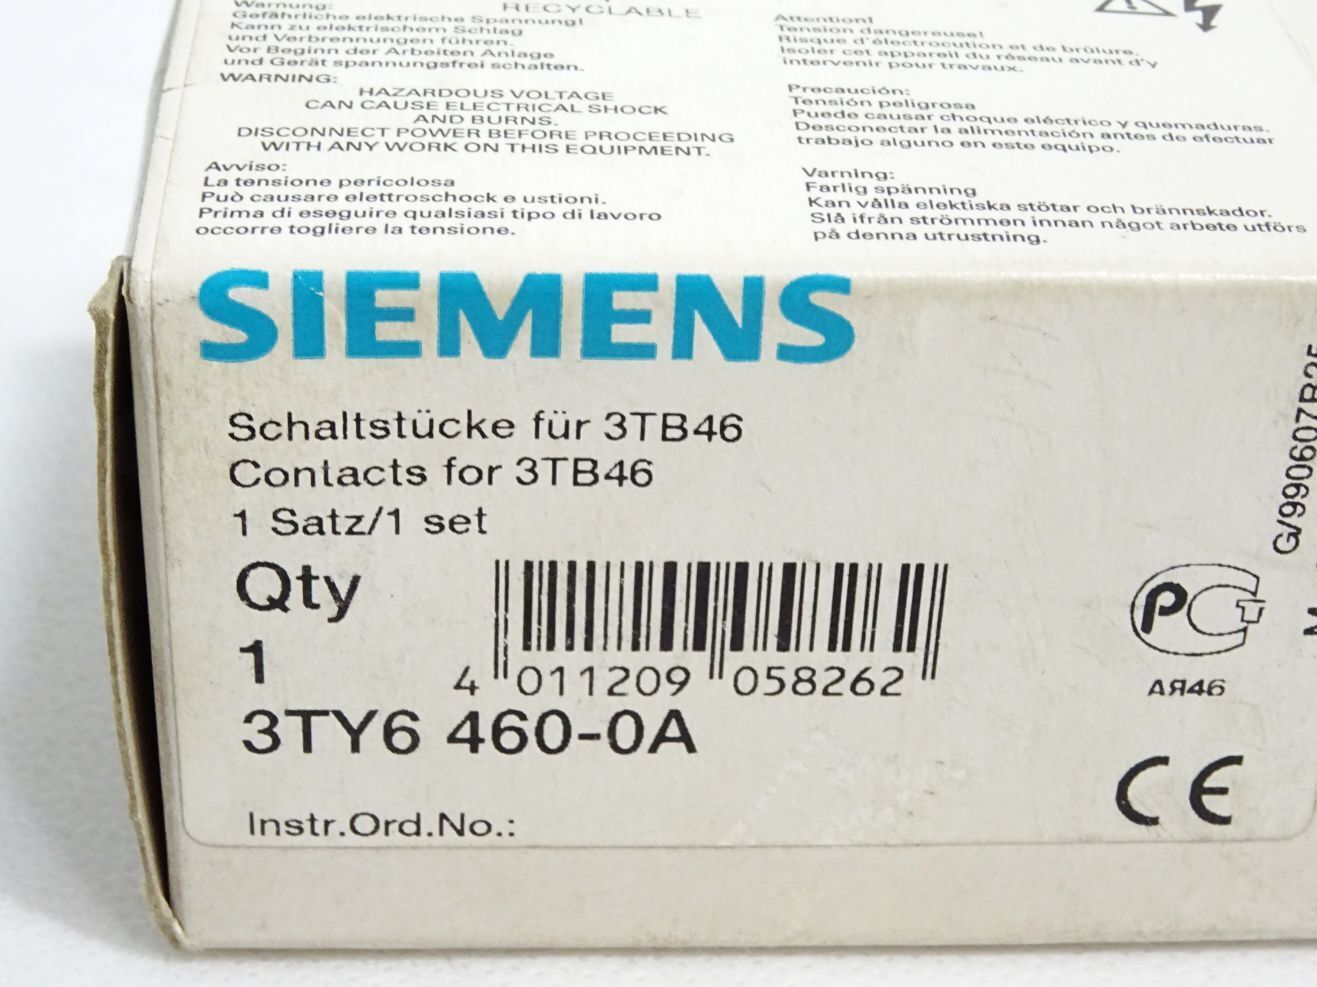 Warnung:
Gefährliche elektrische Spannung!
Kann zu elektrischem Schlag
und Verbrennungen führen.
Vor Beginn der Arbeiten Anlage
und Gerät spannungsfrei schalten.
WARNING:
HAZARDOUS VOLTAGE
CAN CAUSE ELECTRICAL SHOCK
AND BURNS.
DISCONNECT POWER BEFORE PROCEEDING
WITH ANY WORK ON THIS EQUIPMENT.
Avviso:
La tensione pericolosa
Può causare elettroschock e ustioni.
Prima di eseguire qualsiasi tipo di lavoro
occorre togliere la tensione.
RECYCLABLE
Attention!
Tension dangereuse!
Risque d'électrocution et de brûlure.
Isoler cet appareil du réseau avant d'y
intervenir pour travaux.
Precaución:
Tensión peligrosa
Puede causar choque eléctrico y quemaduras.
Desconectar la alimentación antes de efectuar
trabajo alguno en este equipo.
Varning:
Farlig spänning
Kan vålla elektiska stötar och brännskador.
Slå ifrån strömmen innan något arbete utförs
på denna utrustning.
SIEMENS
Schaltstücke für 3TB46
Contacts for 3TB46
1 Satz/1 set
Qty
1
4 011209 058262
3TY6 460-0A
Instr.Ord.No.:
PCT
АЯ46
CE
G/990607B25